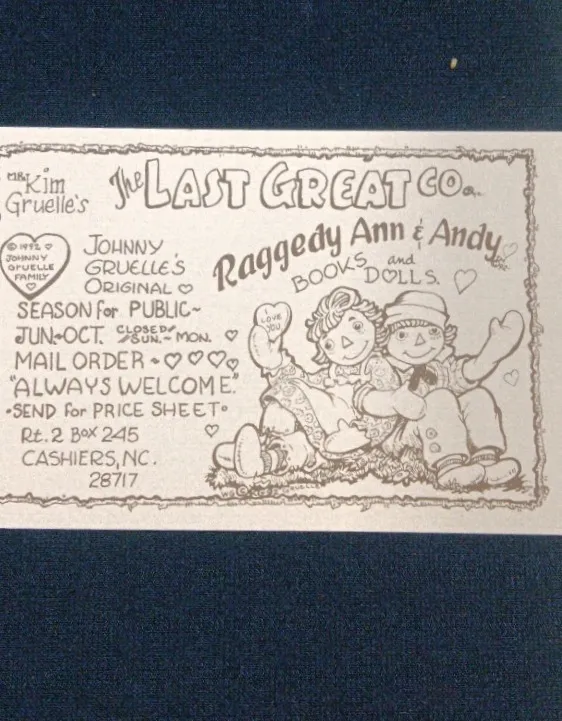 MR. Kim
Gruelle's
The LAST GREAT CO.
Raggedy Ann & Andy
BOOKS and
DOLLS.
© 1992
JOHNNY
GRUELLE
FAMILY
JOHNNY
GRUELLE'S
ORIGINAL
SEASON for PUBLIC~
JUN→OCT. CLOSED
SUN.~MON.
MAIL ORDER -
"ALWAYS WELCOME."
•SEND for PRICE SHEET•
Rt. 2 BOX 245
CASHIERS, NC.
28717
I LOVE
YOU